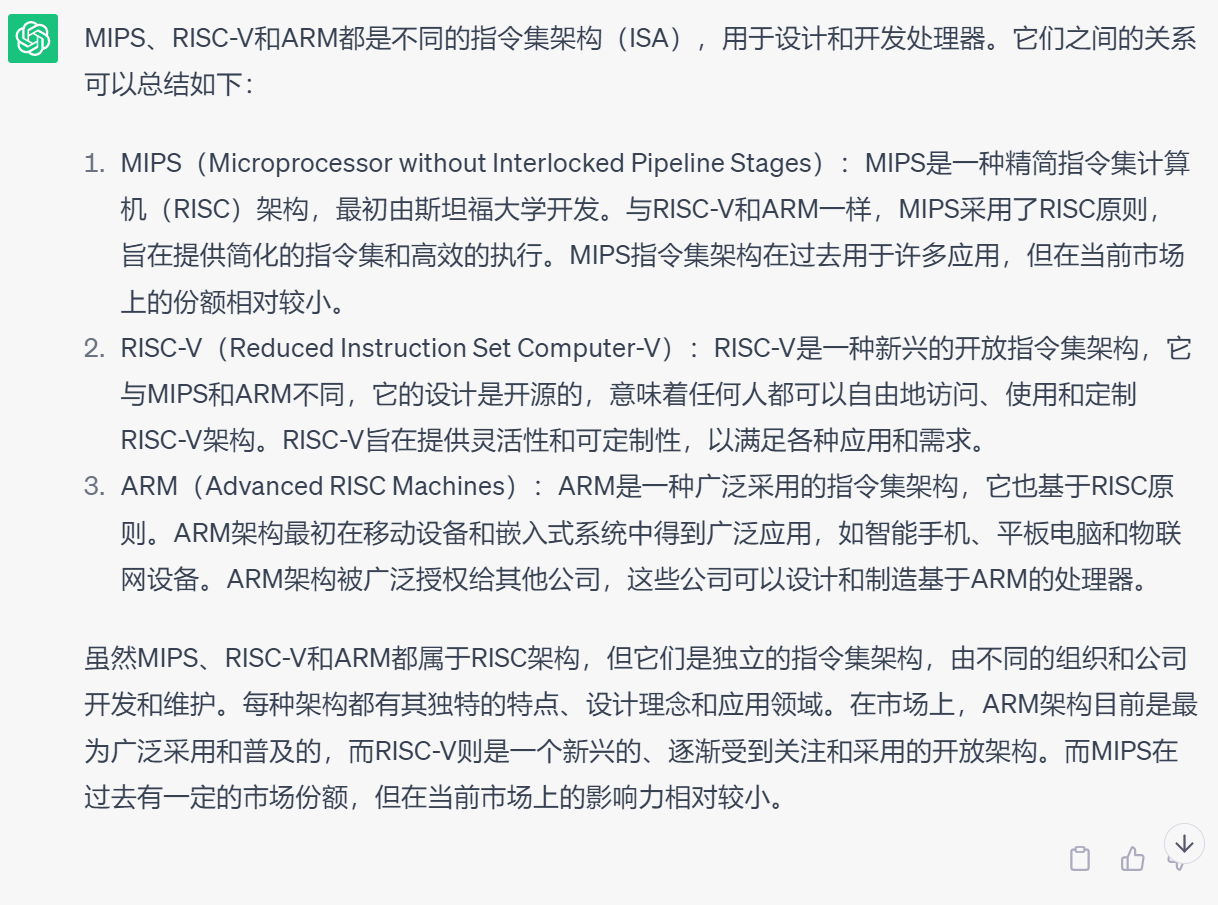 MIPS、RISC-V和ARM都是不同的指令集架构（ISA），用于设计和开发处理器。它们之间的关系
可以总结如下：
1. MIPS（Microprocessor without Interlocked Pipeline Stages）：MIPS是一种精简指令集计算
机（RISC）架构，最初由斯坦福大学开发。与RISC-V和ARM一样，MIPS采用了RISC原则，
旨在提供简化的指令集和高效的执行。MIPS指令集架构在过去用于许多应用，但在当前市场
上的份额相对较小。
2. RISC-V（Reduced Instruction Set Computer-V）：RISC-V是一种新兴的开放指令集架构，它
与MIPS和ARM不同，它的设计是开源的，意味着任何人都可以自由地访问、使用和定制
RISC-V架构。RISC-V旨在提供灵活性和可定制性，以满足各种应用和需求。
3. ARM（Advanced RISC Machines）：ARM是一种广泛采用的指令集架构，它也基于RISC原
则。ARM架构最初在移动设备和嵌入式系统中得到广泛应用，如智能手机、平板电脑和物联
网设备。ARM架构被广泛授权给其他公司，这些公司可以设计和制造基于ARM的处理器。
虽然MIPS、RISC-V和ARM都属于RISC架构，但它们是独立的指令集架构，由不同的组织和公司
开发和维护。每种架构都有其独特的特点、设计理念和应用领域。在市场上，ARM架构目前是最
为广泛采用和普及的，而RISC-V则是一个新兴的、逐渐受到关注和采用的开放架构。而MIPS在
过去有一定的市场份额，但在当前市场上的影响力相对较小。